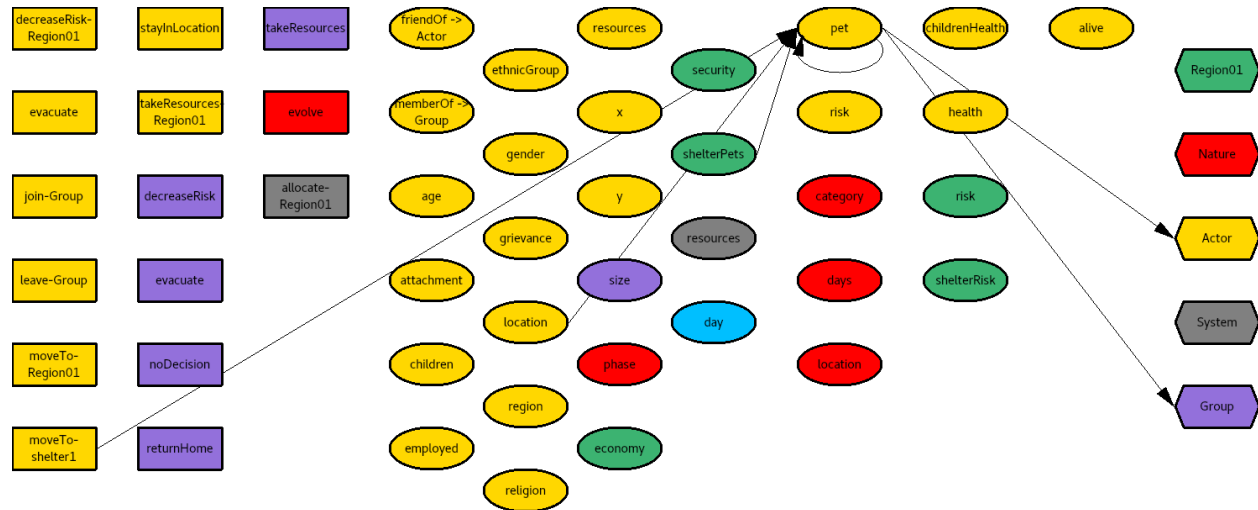 decreaseRisk-
Region01
stayInLocation
takeResources
friendOf ->
Actor
resources
pet
childrenHealth
alive
ethnicGroup
security
Region01
evacuate
takeResources-
Region01
evolve
memberOf ->
Group
x
risk
health
gender
shelterPets
Nature
join-Group
decreaseRisk
allocate-
Region01
age
y
category
risk
grievance
resources
Actor
leave-Group
evacuate
attachment
size
days
shelterRisk
location
day
System
moveTo-
Region01
noDecision
children
phase
location
region
Group
moveTo-
shelter1
returnHome
employed
economy
religion